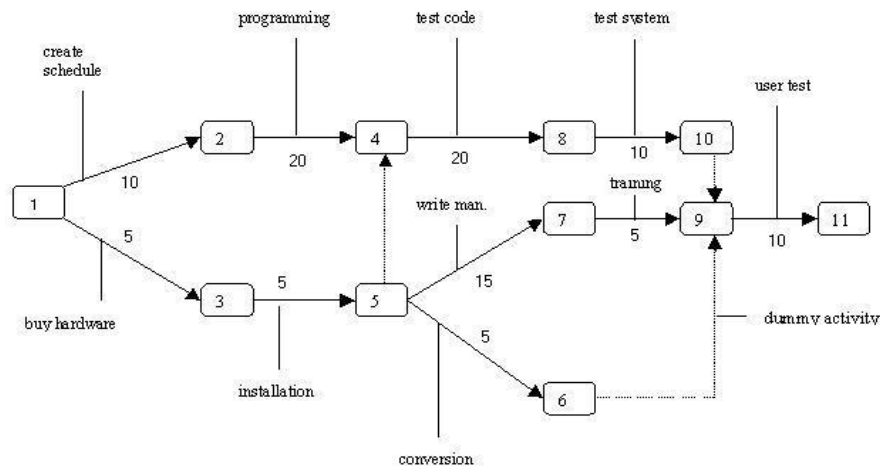 programming
test code
test system
create
schedule
user test
2
4
8
10
20
20
10
10
training
write man.
1
7
9
11
5
5
10
5
15
3
5
5
dummy activity
buy hardware
installation
6
conversion